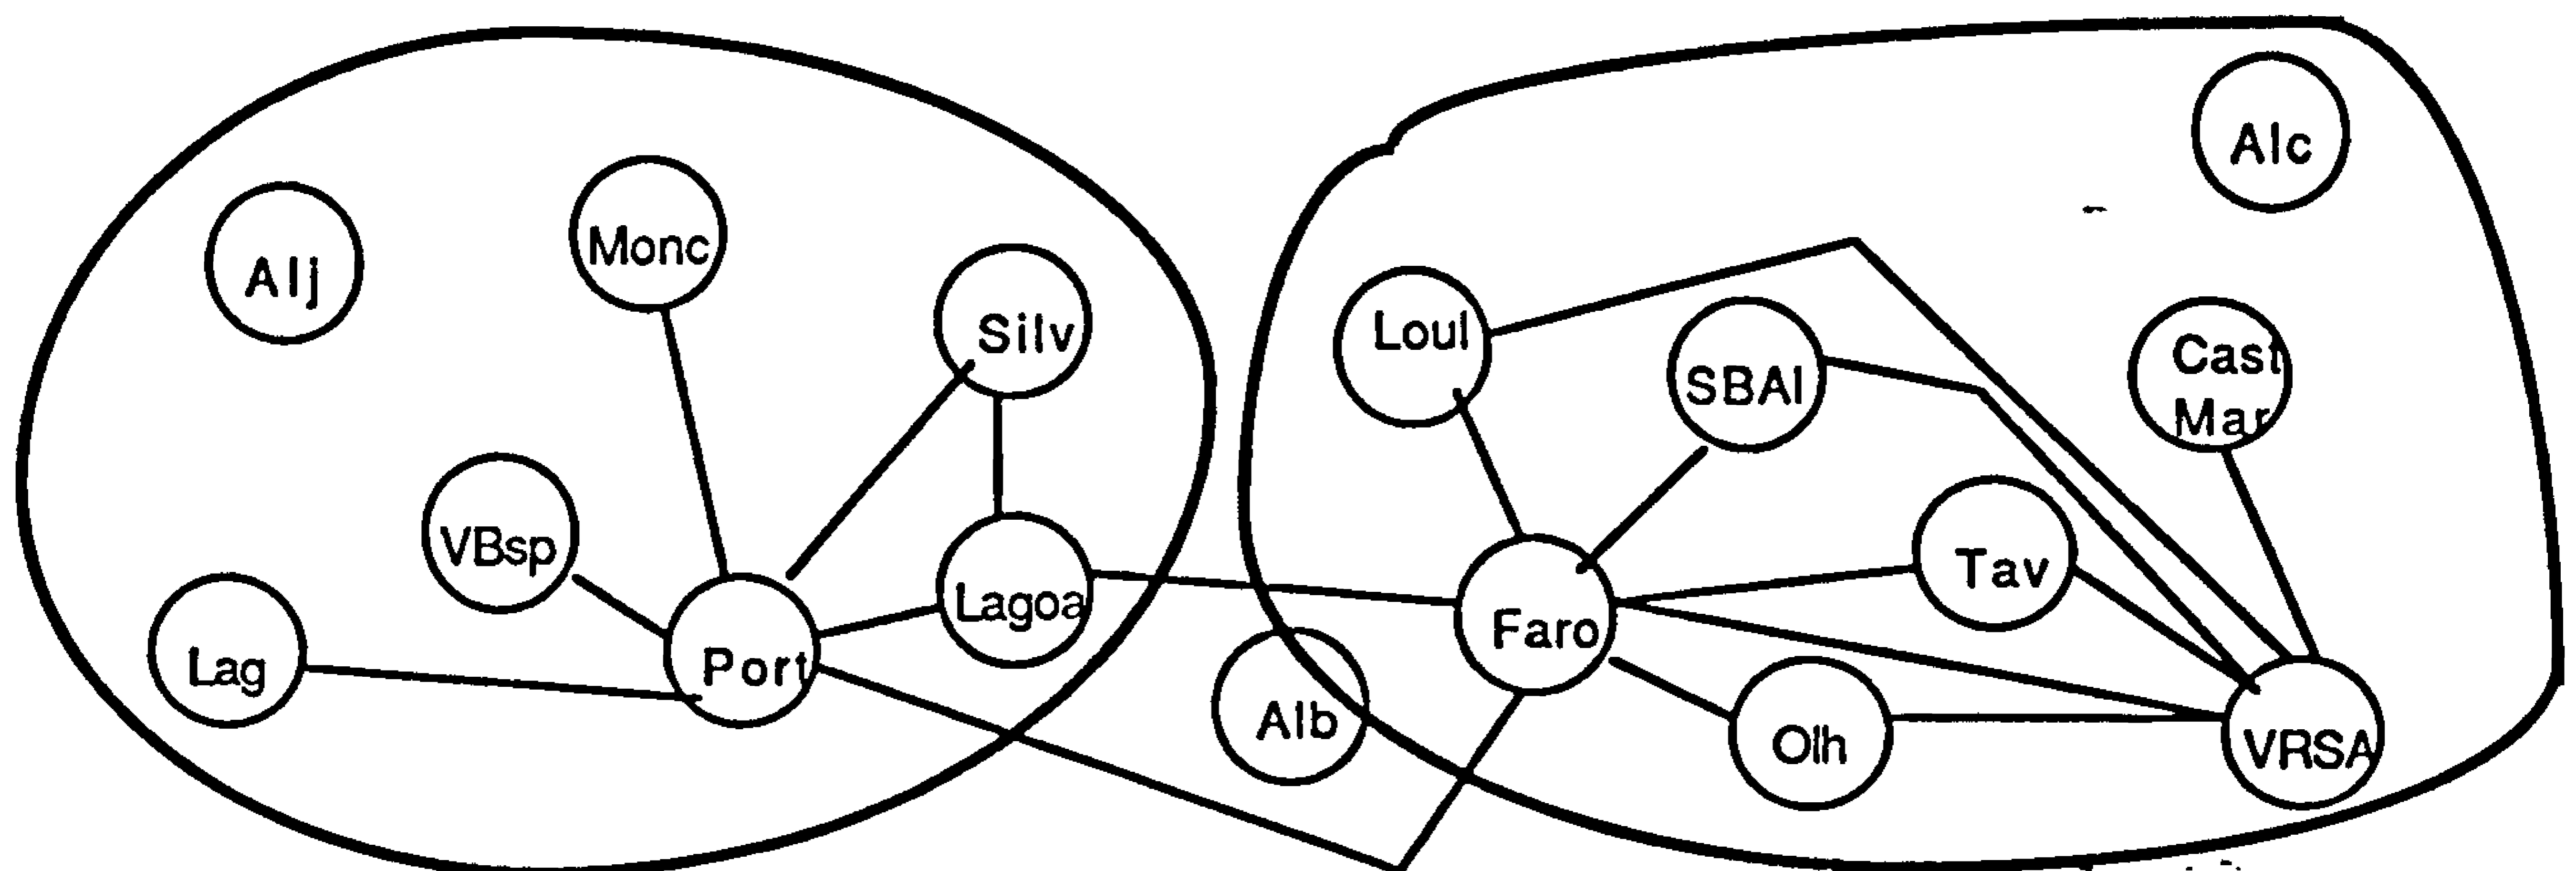 Alj
Monc
Silv
VBsp
Lag
Port
Lagoa
Alb
Alc
Loul
SBAl
Cast
Mar
Tav
Faro
Olh
VRSA